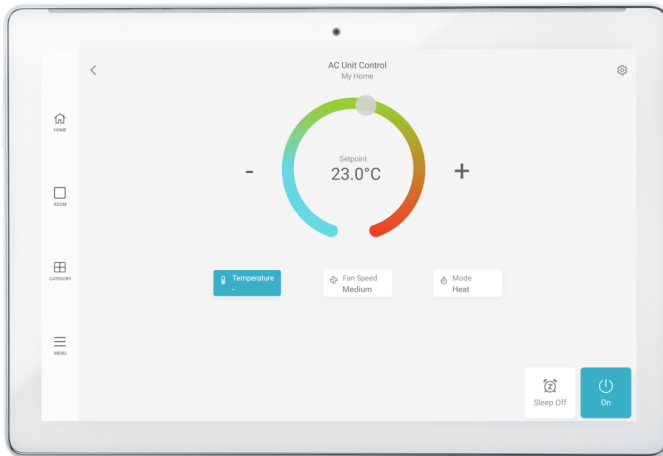 AC Unit Control
My Home
HOME
ROOM
CATEGORY
MENU
Setpoint
- 23.0°C +
Temperature
-
Fan Speed
Medium
Mode
Heat
Sleep Off
On